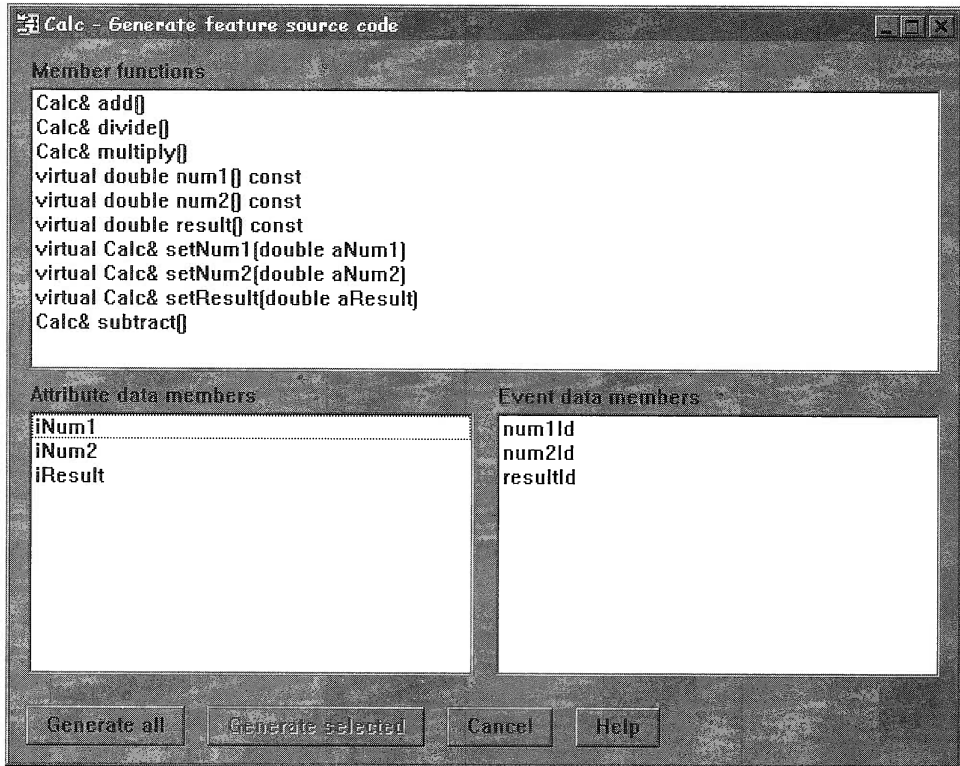 Calc - Generate feature source code
Member functions
Calc& add()
Calc& divide()
Calc& multiply()
virtual double num1() const
virtual double num2() const
virtual double result() const
virtual Calc& setNum1(double aNum1)
virtual Calc& setNum2(double aNum2)
virtual Calc& setResult(double aResult)
Calc& subtract()
Attribute data members
iNum1
iNum2
iResult
Event data members
num1Id
num2Id
resultId
Generate all
Generate selected
Cancel
Help